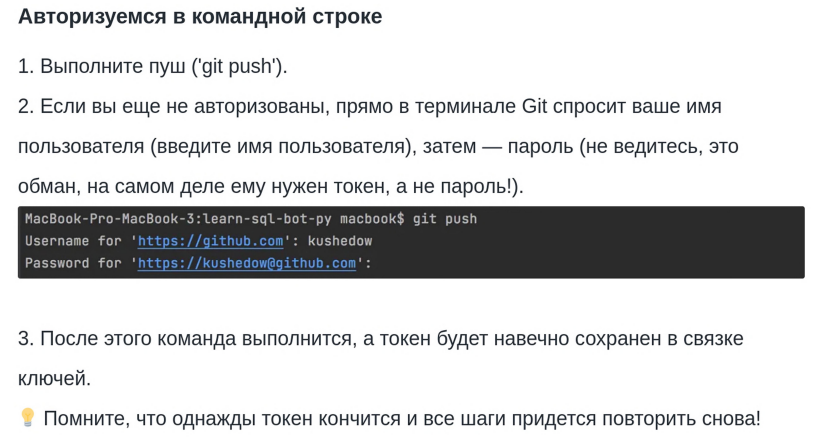 Авторизуемся в командной строке
1. Выполните пуш ('git push').
2. Если вы еще не авторизованы, прямо в терминале Git спросит ваше имя
пользователя (введите имя пользователя), затем — пароль (не ведитесь, это
обман, на самом деле ему нужен токен, а не пароль!).
MacBook-Pro-MacBook-3:learn-sql-bot-py macbook$ git push
Username for 'https://github.com': kushedow
Password for 'https://kushedow@github.com':
3. После этого команда выполнится, а токен будет навечно сохранен в связке
ключей.
💡 Помните, что однажды токен кончится и все шаги придется повторить снова!